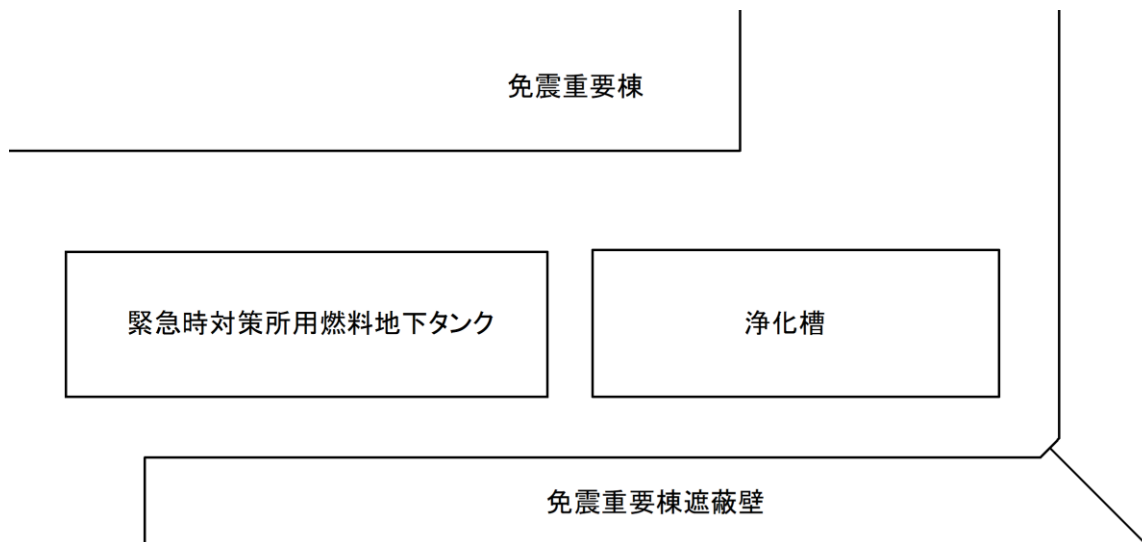 免震重要棟
緊急時対策所用燃料地下タンク
浄化槽
免震重要棟遮蔽壁